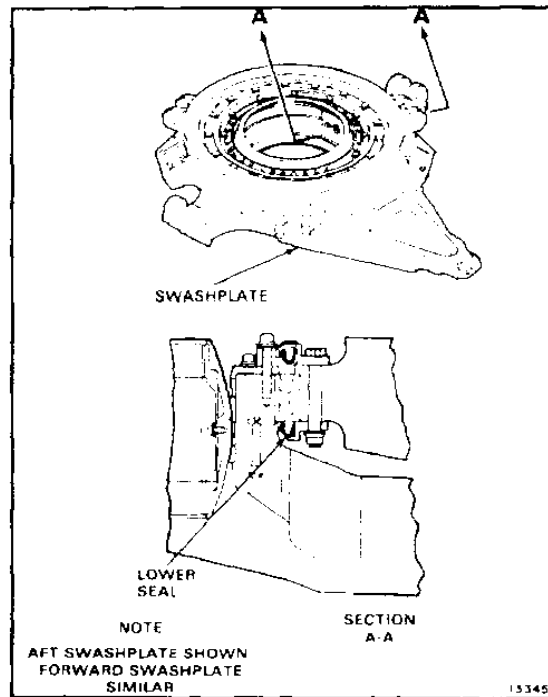 A A
SWASHPLATE
LOWER
SEAL
SECTION
A-A
NOTE
AFT SWASHPLATE SHOWN
FORWARD SWASHPLATE
SIMILAR
13345